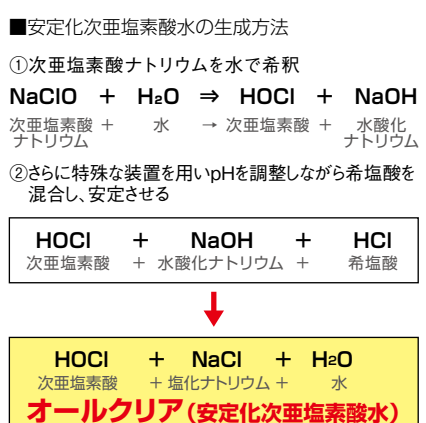 ■安定化次亜塩素酸水の生成方法
①次亜塩素酸ナトリウムを水で希釈
NaClO + H₂O ⇒ HOCl + NaOH
次亜塩素酸ナトリウム + 水 → 次亜塩素酸 + 水酸化ナトリウム
②さらに特殊な装置を用いpHを調整しながら希塩酸を
混合し、安定させる
HOCl + NaOH + HCl
次亜塩素酸 + 水酸化ナトリウム + 希塩酸
HOCl + NaCl + H₂O
次亜塩素酸 + 塩化ナトリウム + 水
オールクリア(安定化次亜塩素酸水)